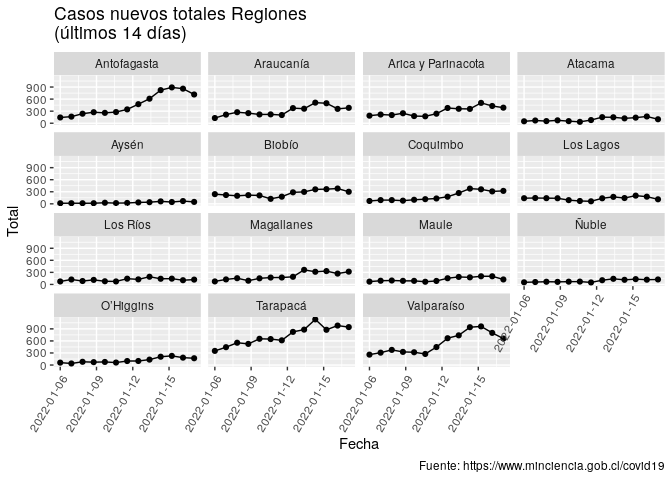 Casos nuevos totales Regiones
(últimos 14 días)
Antofagasta
Araucanía
Arica y Parinacota
Atacama
900
600
300
0
Aysén
Biobío
Coquimbo
Los Lagos
900
600
300
0
Los Ríos
Magallanes
Maule
Ñuble
900
600
300
0
O'Higgins
Tarapacá
Valparaíso
2022-01-06
2022-01-09
2022-01-12
2022-01-15
900
600
300
0
2022-01-06
2022-01-09
2022-01-12
2022-01-15
2022-01-06
2022-01-09
2022-01-12
2022-01-15
2022-01-06
2022-01-09
2022-01-12
2022-01-15
Total
Fecha
Fuente: https://www.minciencia.gob.cl/covid19